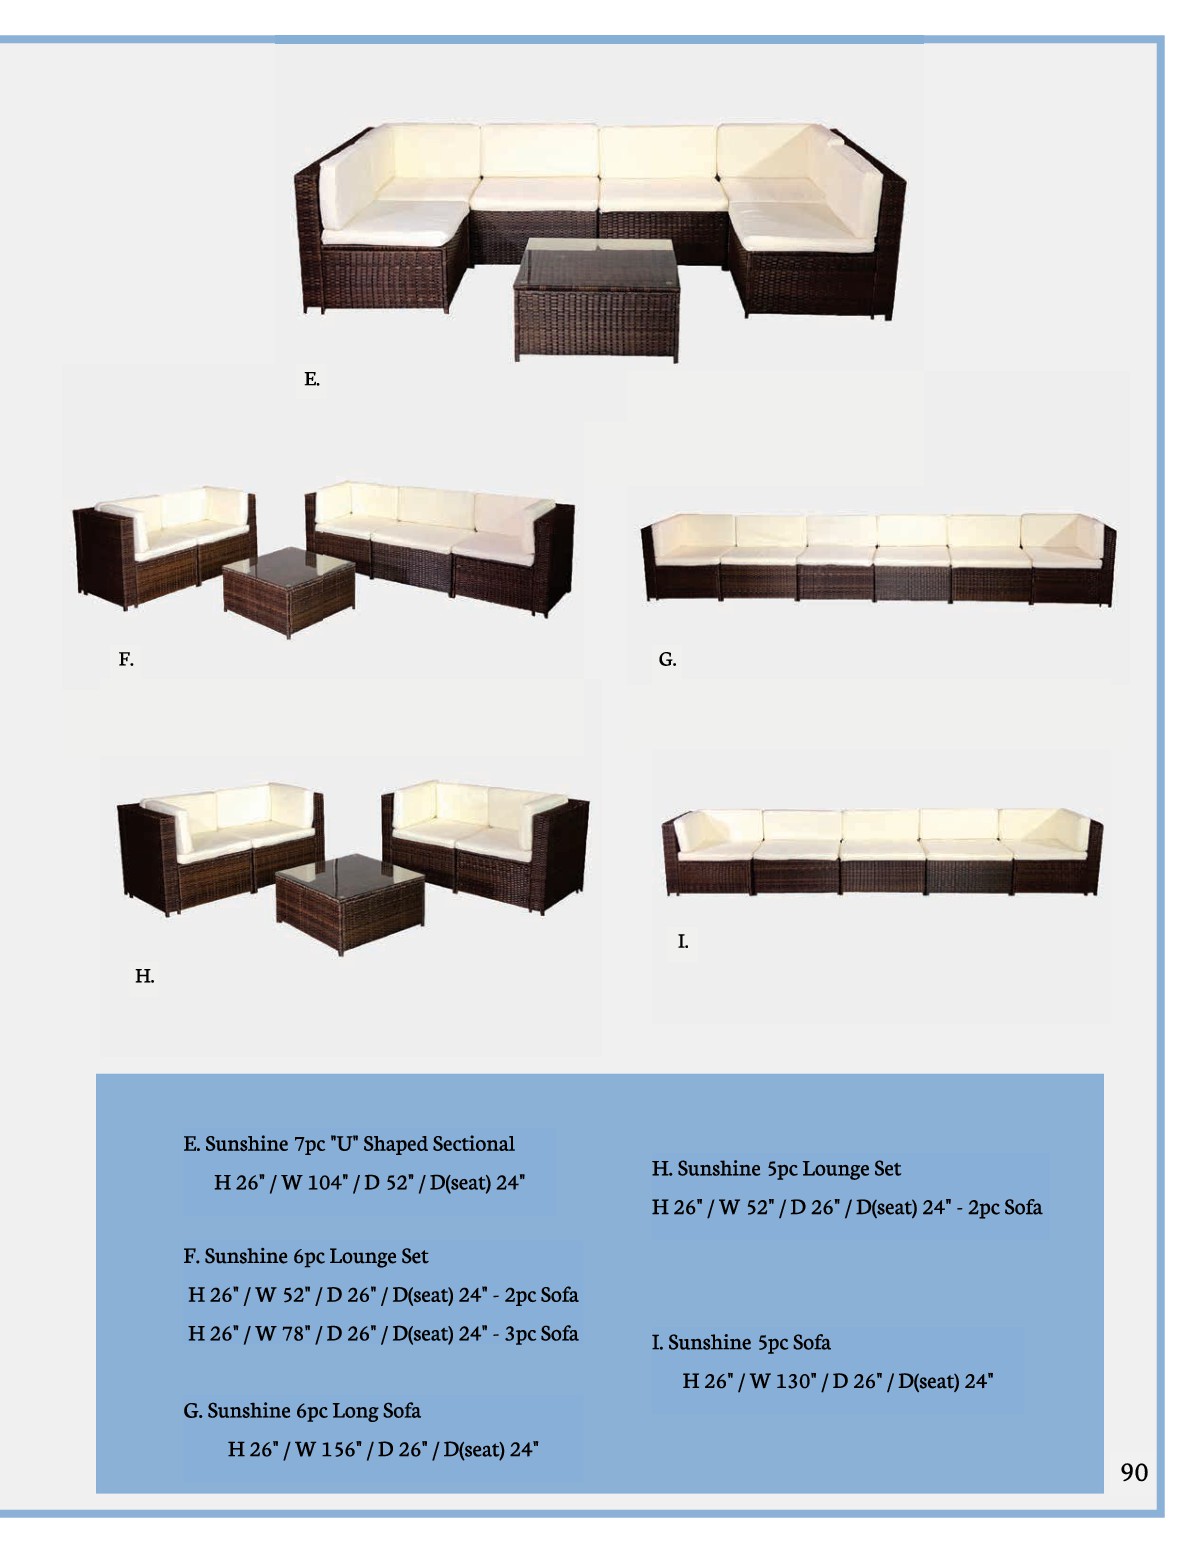 E.
F.
G.
H.
I.
E. Sunshine 7pc "U" Shaped Sectional
H 26" / W 104" / D 52" / D(seat) 24"
F. Sunshine 6pc Lounge Set
H 26" / W 52" / D 26" / D(seat) 24" - 2pc Sofa
H 26" / W 78" / D 26" / D(seat) 24" - 3pc Sofa
G. Sunshine 6pc Long Sofa
H 26" / W 156" / D 26" / D(seat) 24"
H. Sunshine 5pc Lounge Set
H 26" / W 52" / D 26" / D(seat) 24" - 2pc Sofa
I. Sunshine 5pc Sofa
H 26" / W 130" / D 26" / D(seat) 24"
90